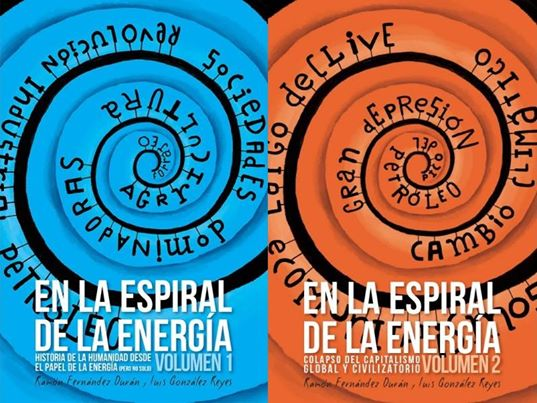 REVOLUCIÓN INDUSTRIAL
SOCIEDADES
DOMINADORAS
AGRICULTURA
FORRAJEO
PETRÓLEO
EN LA ESPIRAL
DE LA ENERGÍA
HISTORIA DE LA HUMANIDAD DESDE
EL PAPEL DE LA ENERGÍA (PERO NO SOLO)
VOLUMEN 1
Ramón Fernández Durán, Luis González Reyes
LARGO DECLIVE
CAMBIO
CLIMÁTICO
GRAN DEPRESIÓN
PICO DEL
PETRÓLEO
EN LA ESPIRAL
DE LA ENERGÍA
COLAPSO DEL CAPITALISMO
GLOBAL Y CIVILIZATORIO
VOLUMEN 2
Ramón Fernández Durán, Luis González Reyes